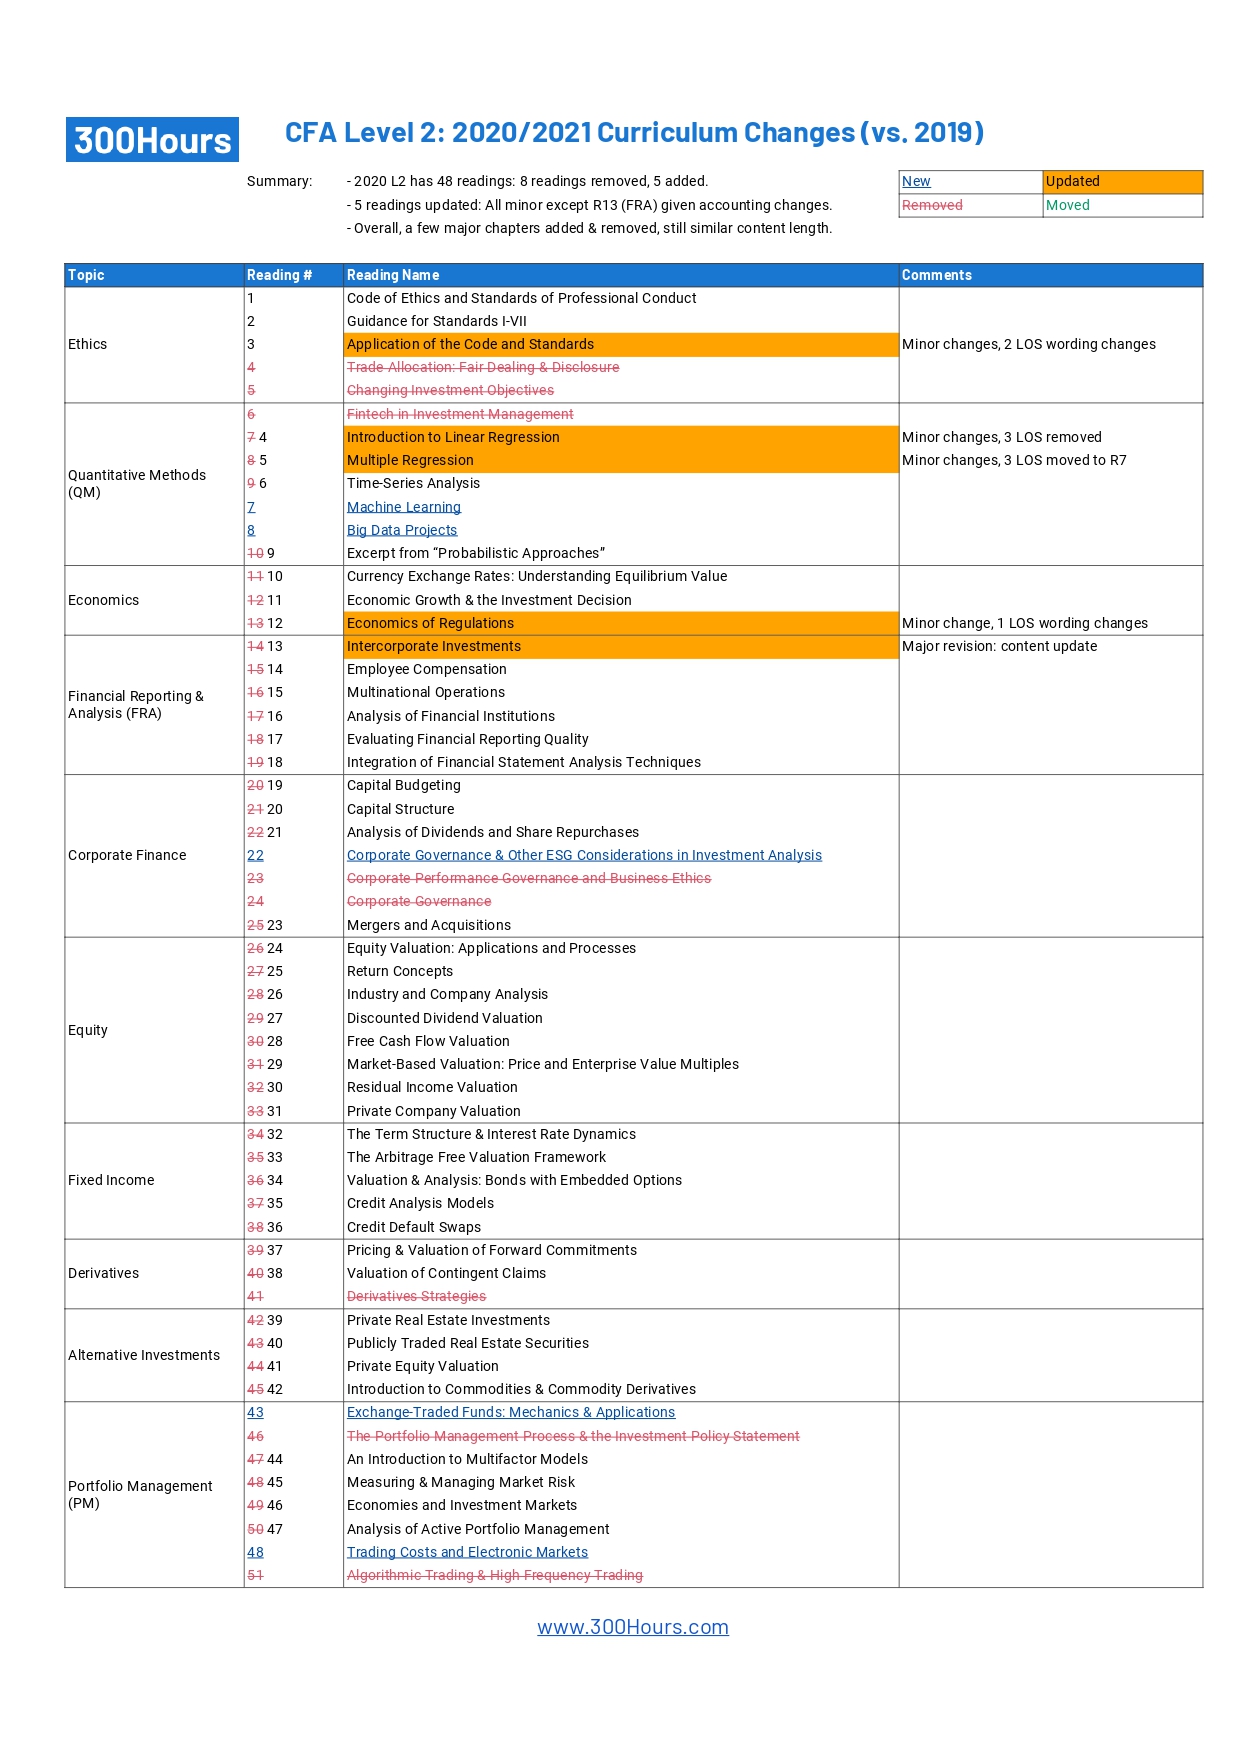 300Hours
CFA Level 2: 2020/2021 Curriculum Changes (vs. 2019)
Summary: - 2020 L2 has 48 readings: 8 readings removed, 5 added.
- 5 readings updated: All minor except R13 (FRA) given accounting changes.
- Overall, a few major chapters added & removed, still similar content length.
New Updated
Removed Moved
Topic Reading # Reading Name Comments
Ethics
1 Code of Ethics and Standards of Professional Conduct
2 Guidance for Standards I-VII
3 Application of the Code and Standards Minor changes, 2 LOS wording changes
4 Trade Allocation: Fair Dealing & Disclosure
5 Changing Investment Objectives
Quantitative Methods
(QM)
6 Fintech in Investment Management
7 4 Introduction to Linear Regression Minor changes, 3 LOS removed
8 5 Multiple Regression Minor changes, 3 LOS moved to R7
9 6 Time-Series Analysis
7 Machine Learning
8 Big Data Projects
10 9 Excerpt from “Probabilistic Approaches”
Economics
11 10 Currency Exchange Rates: Understanding Equilibrium Value
12 11 Economic Growth & the Investment Decision
13 12 Economics of Regulations Minor change, 1 LOS wording changes
Financial Reporting &
Analysis (FRA)
14 13 Intercorporate Investments Major revision: content update
15 14 Employee Compensation
16 15 Multinational Operations
17 16 Analysis of Financial Institutions
18 17 Evaluating Financial Reporting Quality
19 18 Integration of Financial Statement Analysis Techniques
Corporate Finance
20 19 Capital Budgeting
21 20 Capital Structure
22 21 Analysis of Dividends and Share Repurchases
22 Corporate Governance & Other ESG Considerations in Investment Analysis
23 Corporate Performance Governance and Business Ethics
24 Corporate Governance
25 23 Mergers and Acquisitions
Equity
26 24 Equity Valuation: Applications and Processes
27 25 Return Concepts
28 26 Industry and Company Analysis
29 27 Discounted Dividend Valuation
30 28 Free Cash Flow Valuation
31 29 Market-Based Valuation: Price and Enterprise Value Multiples
32 30 Residual Income Valuation
33 31 Private Company Valuation
Fixed Income
34 32 The Term Structure & Interest Rate Dynamics
35 33 The Arbitrage Free Valuation Framework
36 34 Valuation & Analysis: Bonds with Embedded Options
37 35 Credit Analysis Models
38 36 Credit Default Swaps
Derivatives
39 37 Pricing & Valuation of Forward Commitments
40 38 Valuation of Contingent Claims
41 Derivatives Strategies
Alternative Investments
42 39 Private Real Estate Investments
43 40 Publicly Traded Real Estate Securities
44 41 Private Equity Valuation
45 42 Introduction to Commodities & Commodity Derivatives
Portfolio Management
(PM)
43 Exchange-Traded Funds: Mechanics & Applications
46 The Portfolio Management Process & the Investment Policy Statement
47 44 An Introduction to Multifactor Models
48 45 Measuring & Managing Market Risk
49 46 Economies and Investment Markets
50 47 Analysis of Active Portfolio Management
48 Trading Costs and Electronic Markets
51 Algorithmic Trading & High Frequency Trading
www.300Hours.com